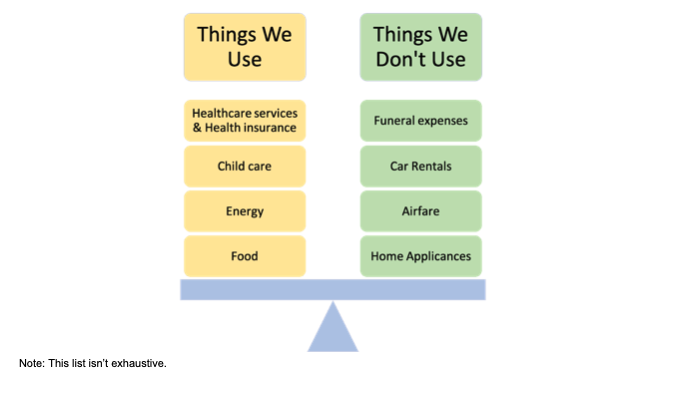 Things We
Use
Things We
Don't Use
Healthcare services
& Health insurance
Funeral expenses
Child care
Car Rentals
Energy
Airfare
Food
Home Applicances
Note: This list isn’t exhaustive.